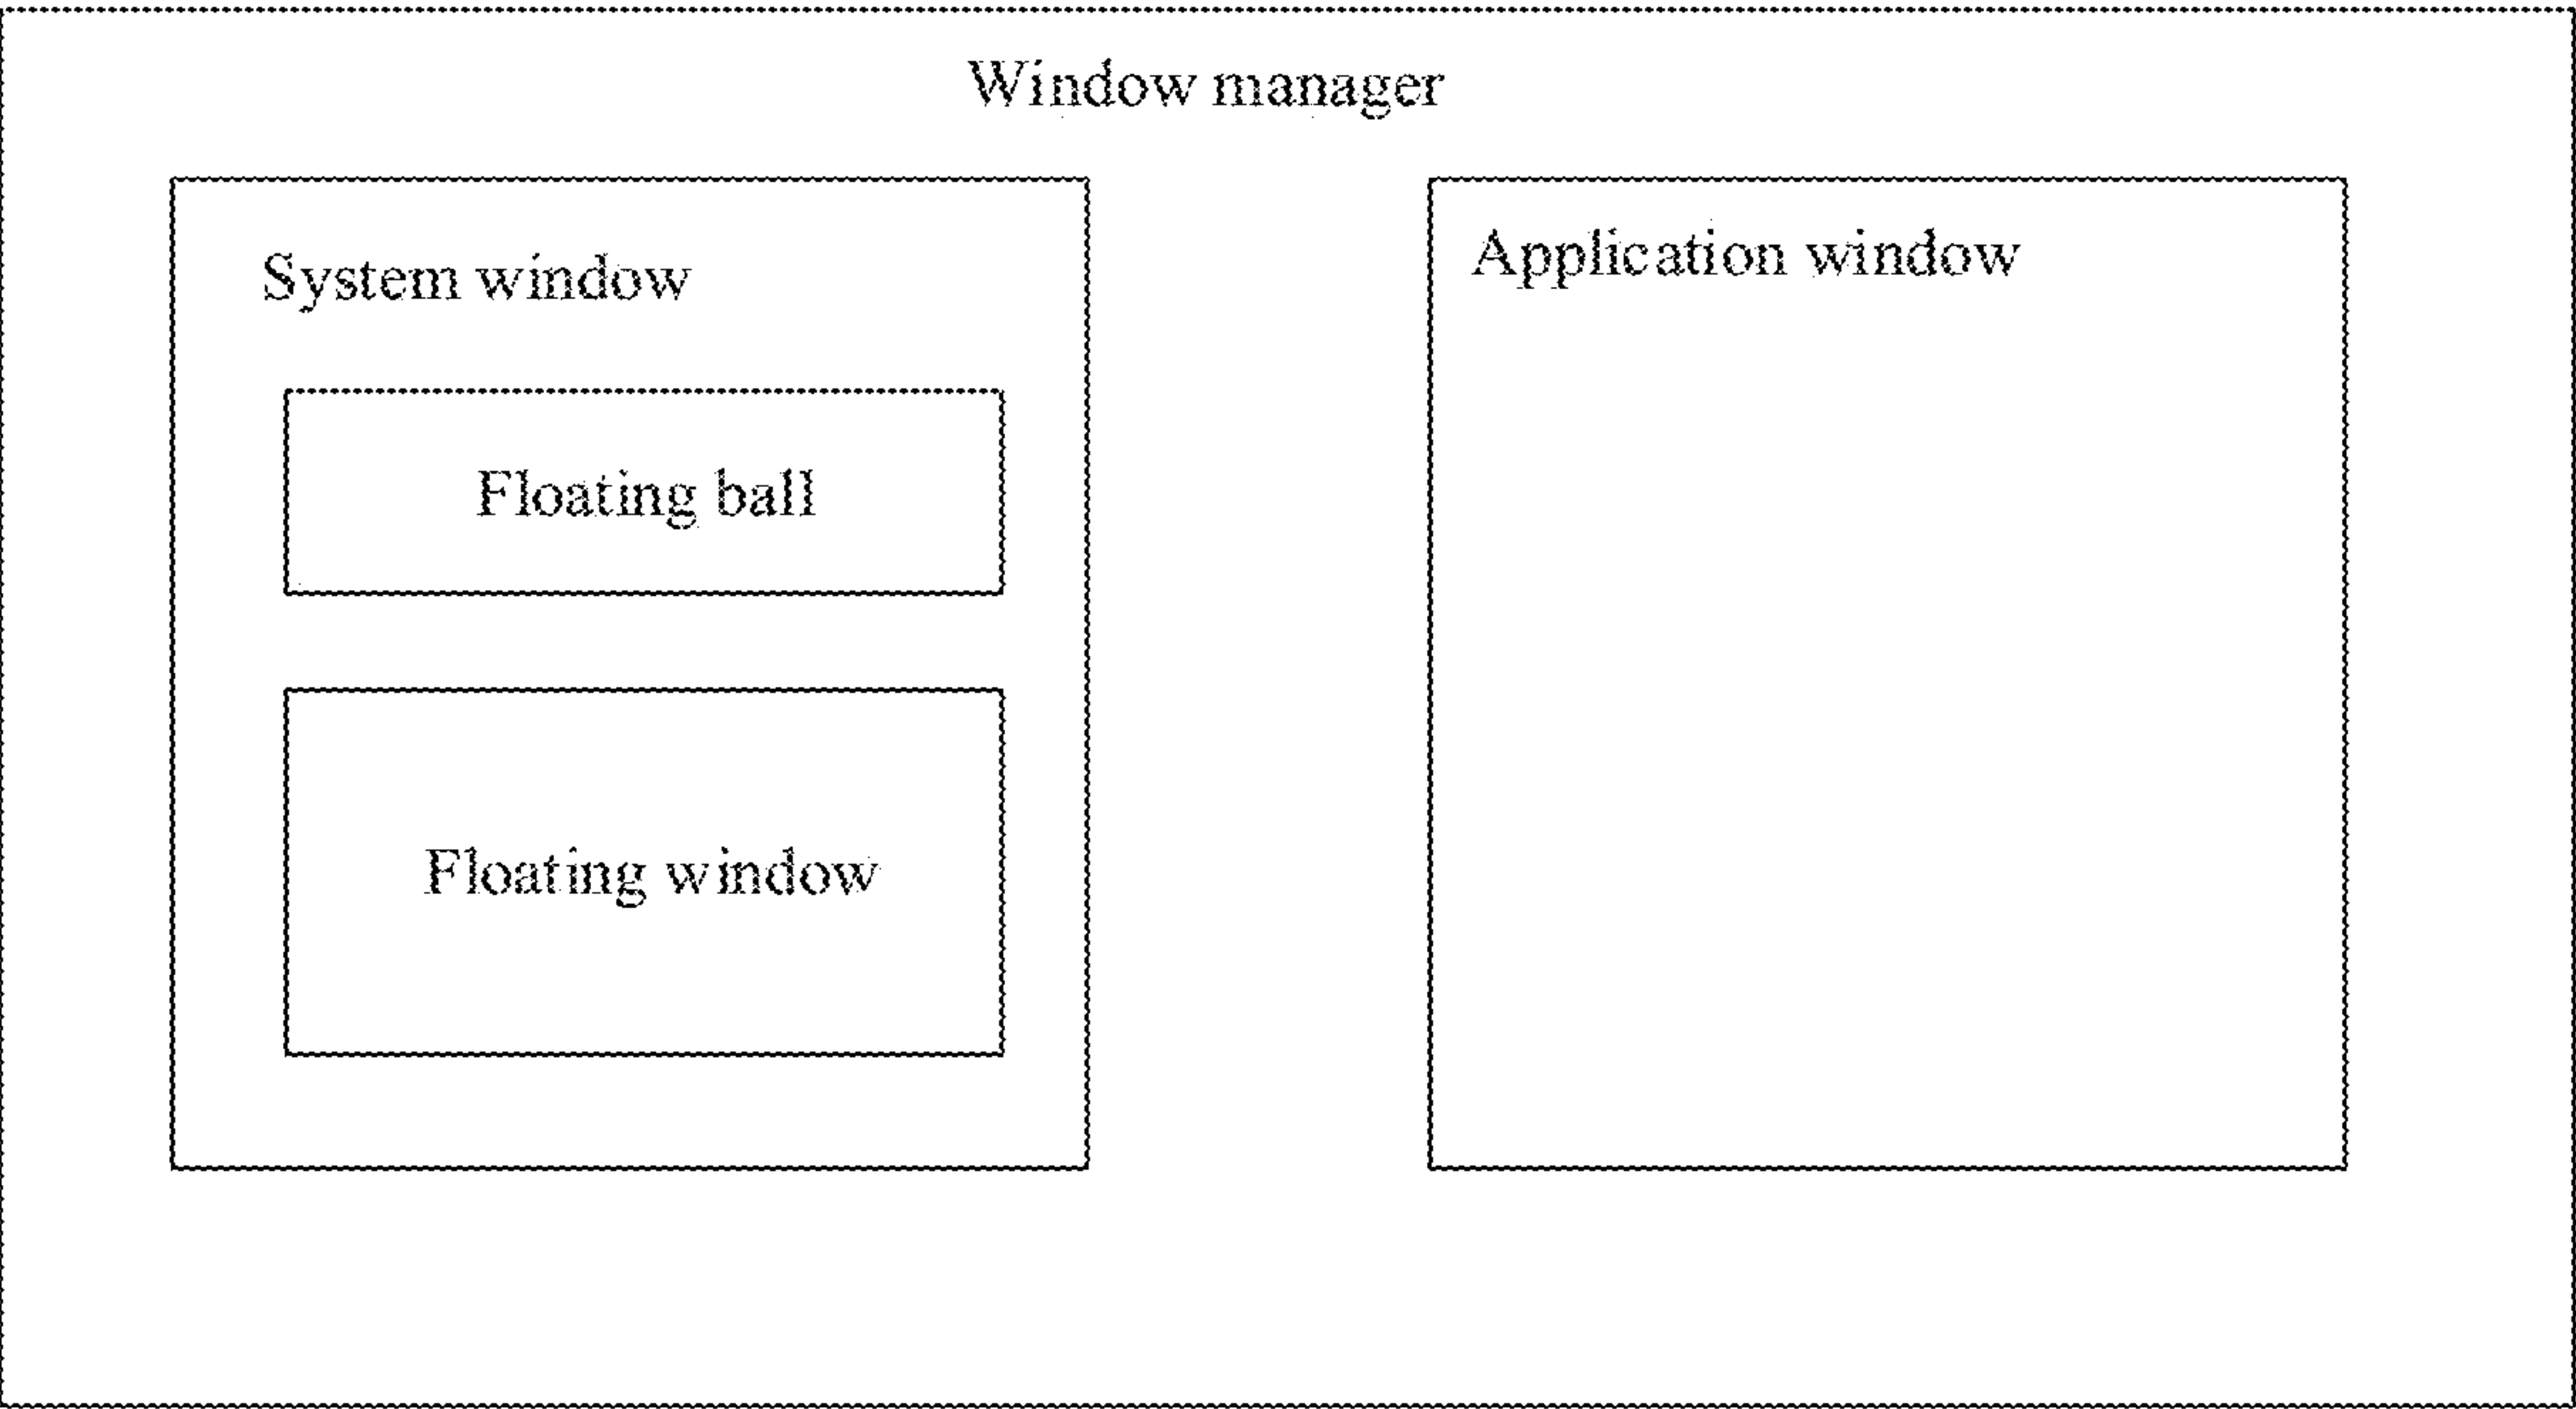 Window manager
System window
Floating ball
Floating window
Application window